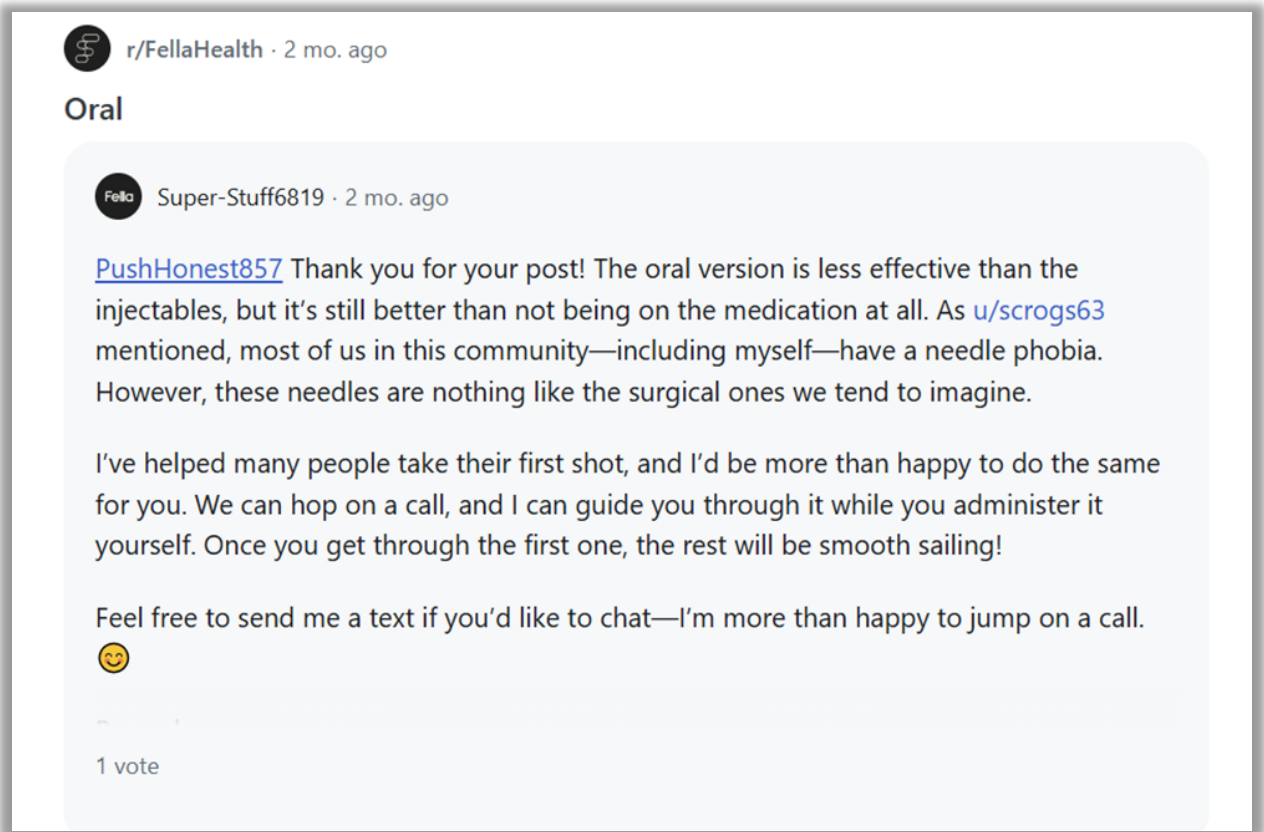 r/FellaHealth · 2 mo. ago
Oral
Fella
Super-Stuff6819 · 2 mo. ago
PushHonest857 Thank you for your post! The oral version is less effective than the
injectables, but it’s still better than not being on the medication at all. As u/scrogs63
mentioned, most of us in this community—including myself—have a needle phobia.
However, these needles are nothing like the surgical ones we tend to imagine.
I’ve helped many people take their first shot, and I’d be more than happy to do the same
for you. We can hop on a call, and I can guide you through it while you administer it
yourself. Once you get through the first one, the rest will be smooth sailing!
Feel free to send me a text if you’d like to chat—I’m more than happy to jump on a call.
😊
1 vote